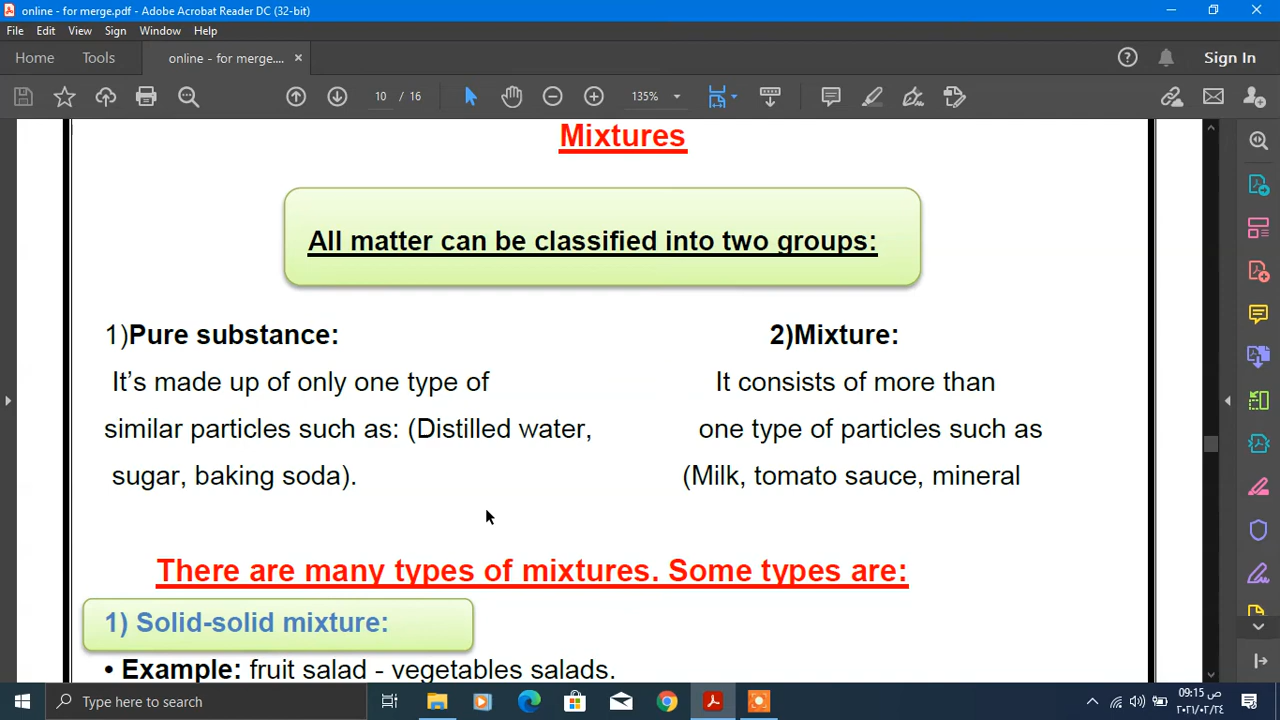 online - for merge.pdf - Adobe Acrobat Reader DC (32-bit)
File Edit View Sign Window Help
Home Tools online - for merge.... × Sign In
10 / 16 135%
Mixtures
All matter can be classified into two groups:
1)Pure substance: 2)Mixture:
It’s made up of only one type of It consists of more than
similar particles such as: (Distilled water, one type of particles such as
sugar, baking soda). (Milk, tomato sauce, mineral
There are many types of mixtures. Some types are:
1) Solid-solid mixture:
• Example: fruit salad - vegetables salads.
Type here to search
09:15 ص
٢٠٢١/٠٣/٢٤